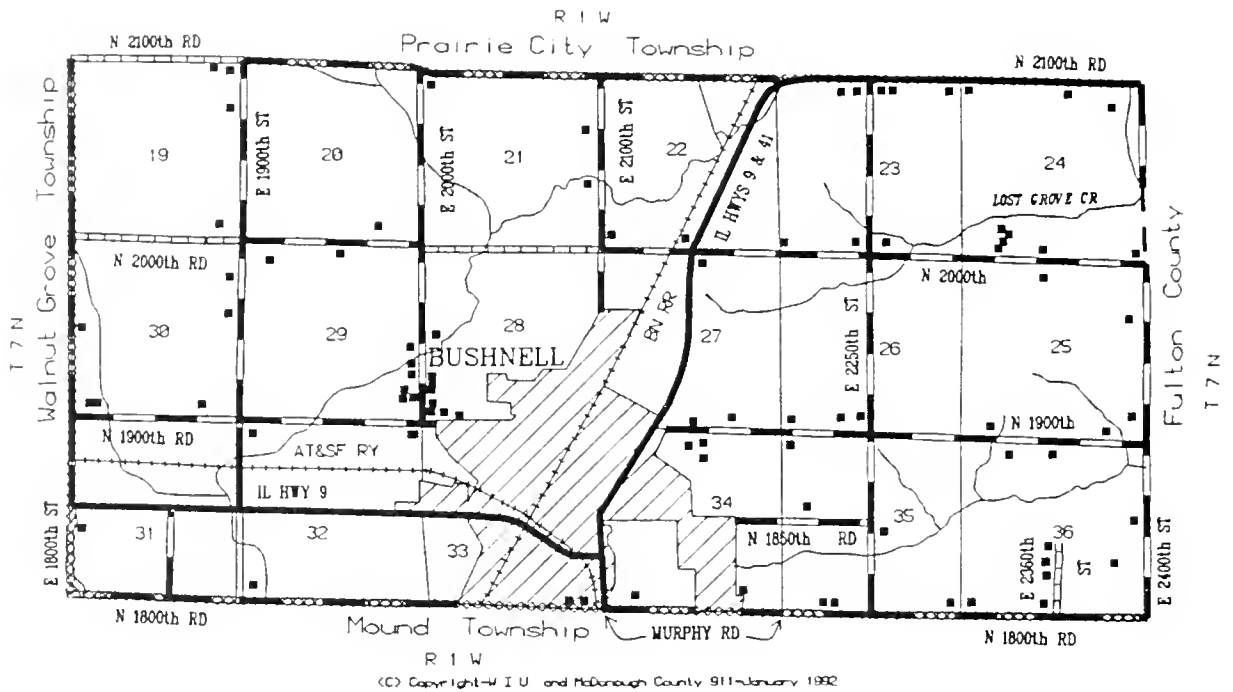 R 1 W
Prairie City Township
N 2100th RD
N 2100th RD
Walnut Grove Township
T 7 N
Fulton County
T 7 N
E 1900th ST
E 2000th ST
E 2100th ST
IL HWYS 9 & 41
19
20
21
22
23
24
LOST GROVE CR
N 2000th RD
N 2000th
BN RR
E 2250th ST
30
29
28
27
26
25
BUSHNELL
N 1900th RD
N 1900th
AT&SF RY
IL HWY 9
E 1800th ST
31
32
33
34
35
36
N 1850th RD
E 2360th ST
E 2400th ST
N 1800th RD
MURPHY RD
N 1800th RD
Mound Township
R 1 W
(C) Copyright-W I U and McDonough County 911-January 1992